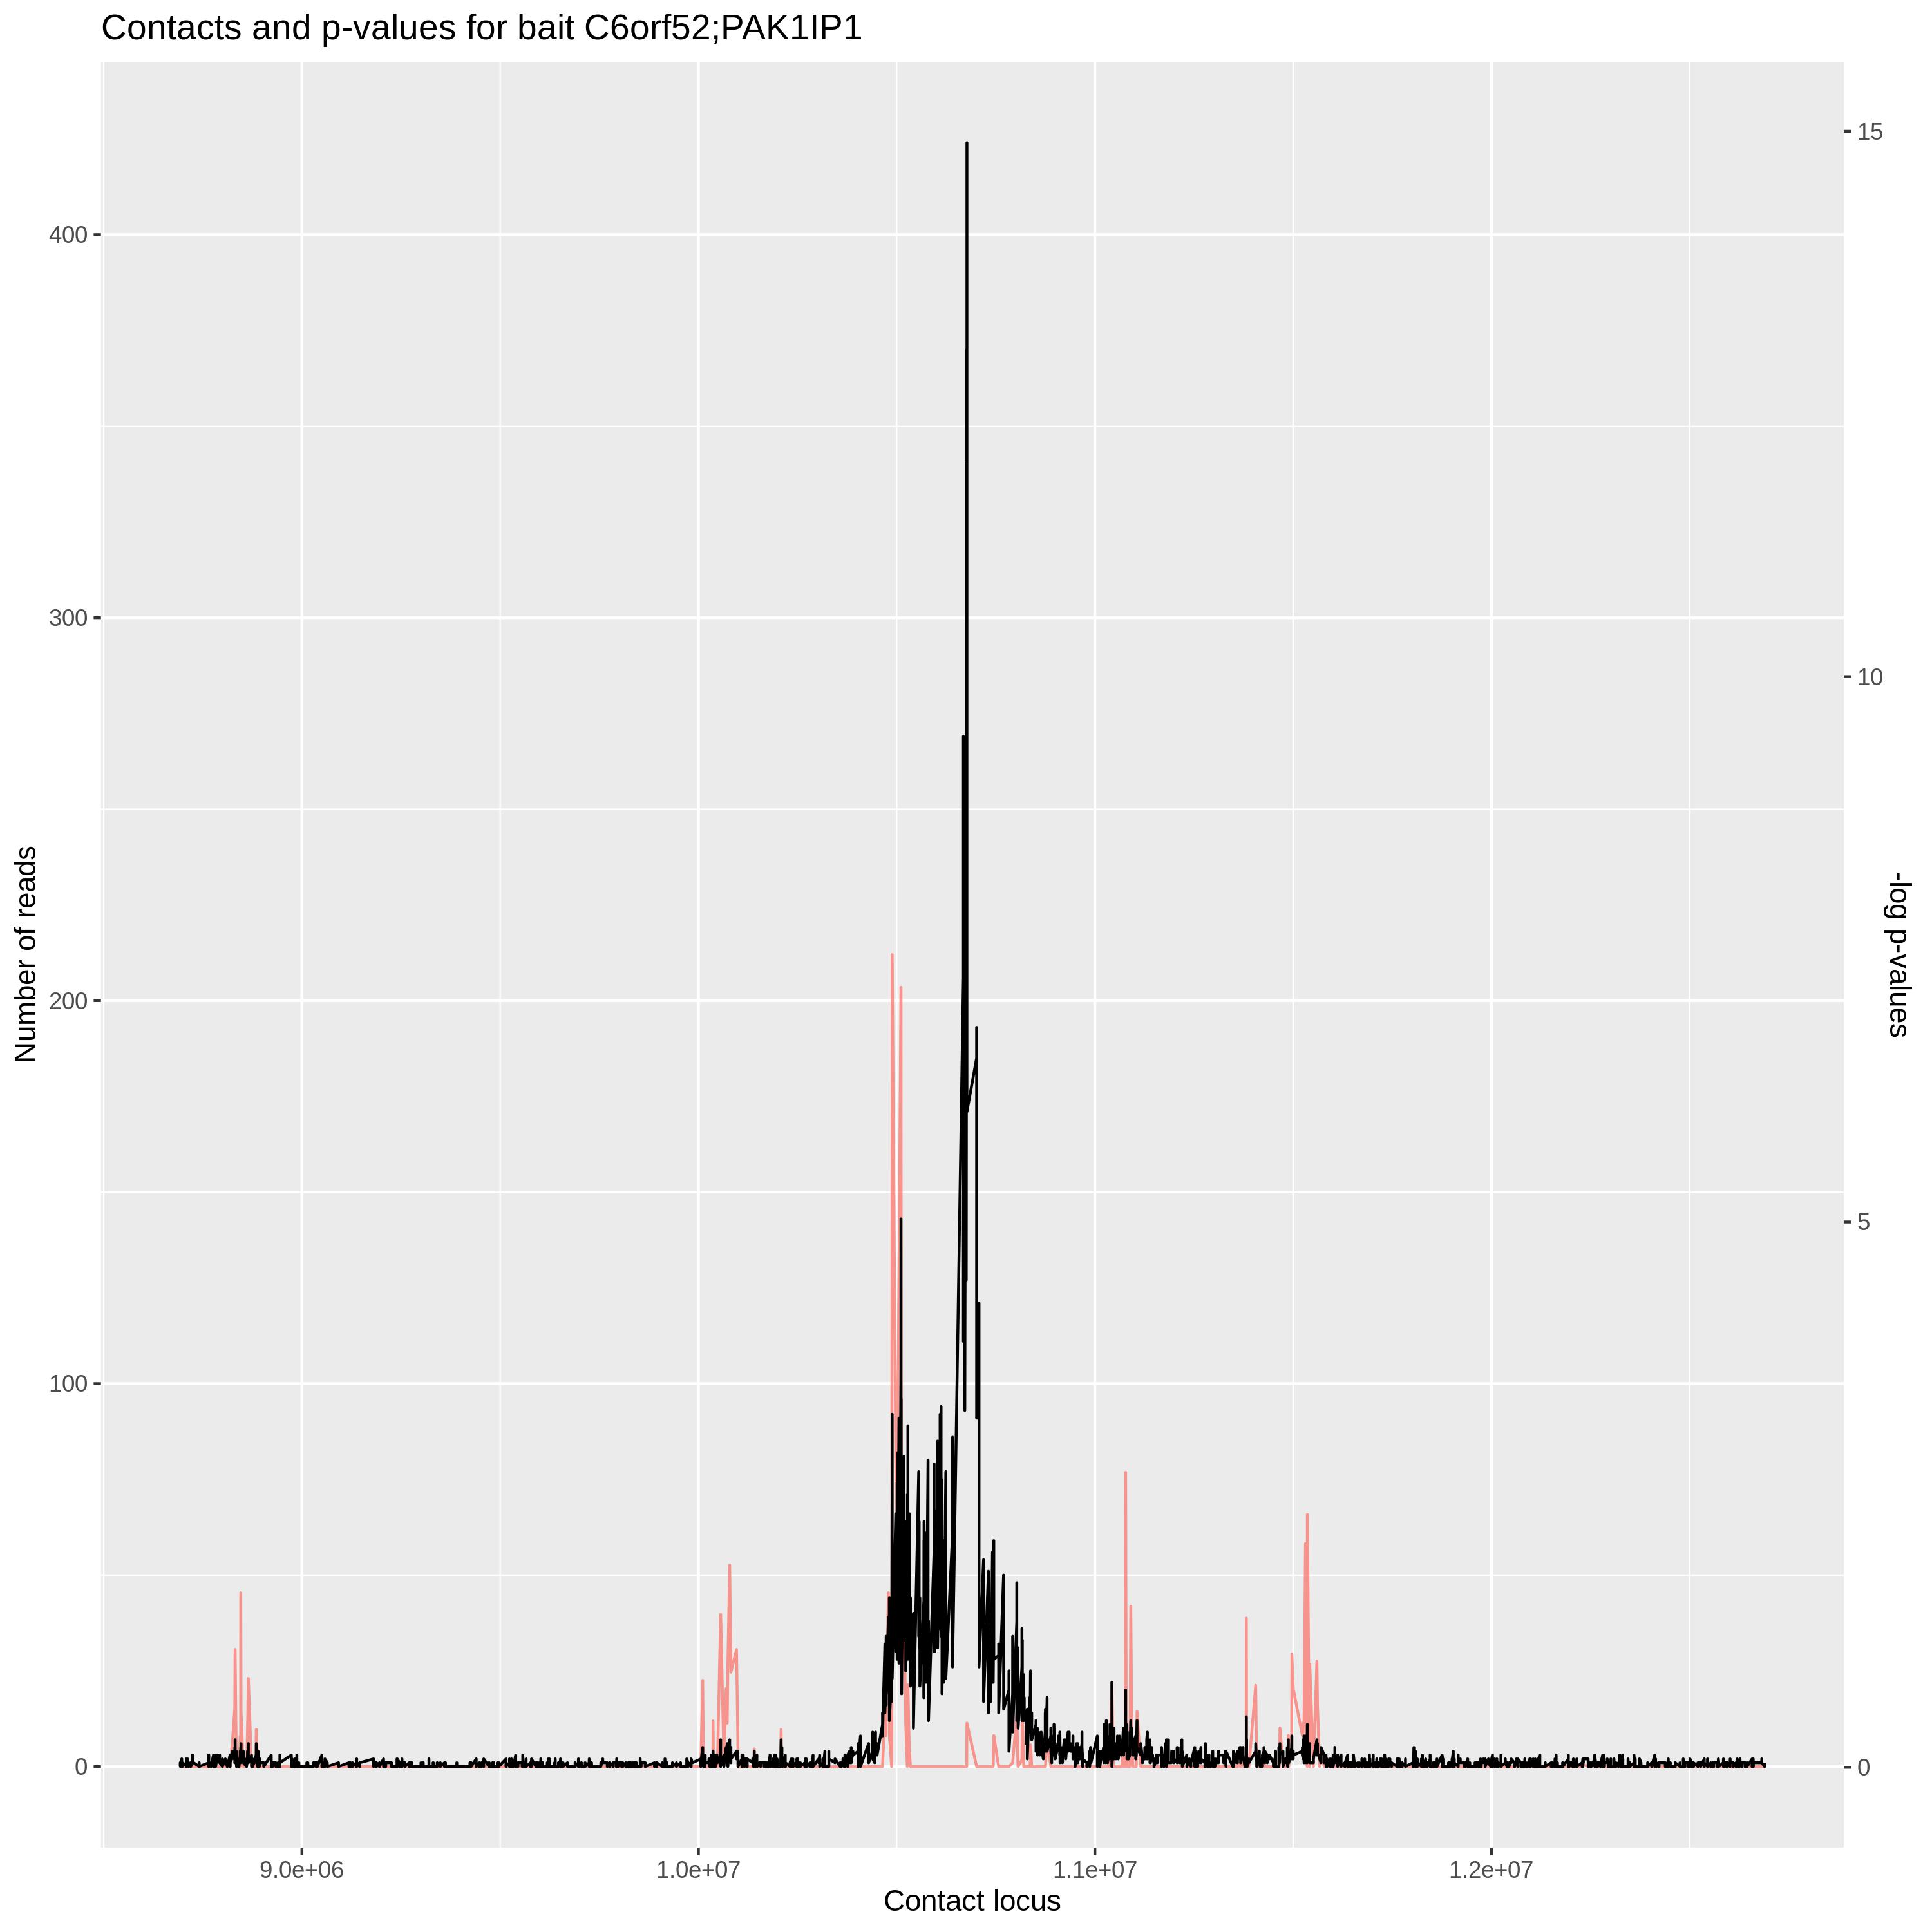 Contacts and p-values for bait C6orf52;PAK1IP1
400
300
200
100
0
Number of reads
15
10
5
0
-log p-values
9.0e+06
1.0e+07
1.1e+07
1.2e+07
Contact locus